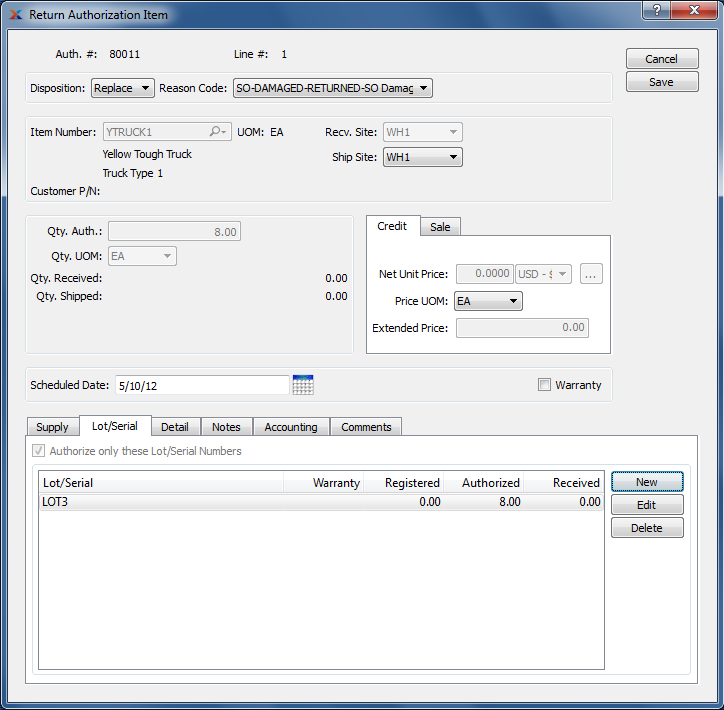 Return Authorization Item
Auth. #: 80011 Line #: 1
Cancel
Save
Disposition: Replace Reason Code: SO-DAMAGED-RETURNED-SO Damag
Item Number: YTRUCK1 UOM: EA Recv. Site: WH1
Yellow Tough Truck Ship Site: WH1
Truck Type 1
Customer P/N:
Qty. Auth.: 8.00
Qty. UOM: EA
Qty. Received: 0.00
Qty. Shipped: 0.00
Credit Sale
Net Unit Price: 0.0000 USD - $ ...
Price UOM: EA
Extended Price: 0.00
Scheduled Date: 5/10/12 Warranty
Supply Lot/Serial Detail Notes Accounting Comments
Authorize only these Lot/Serial Numbers
Lot/Serial Warranty Registered Authorized Received
LOT3 0.00 8.00 0.00
New
Edit
Delete